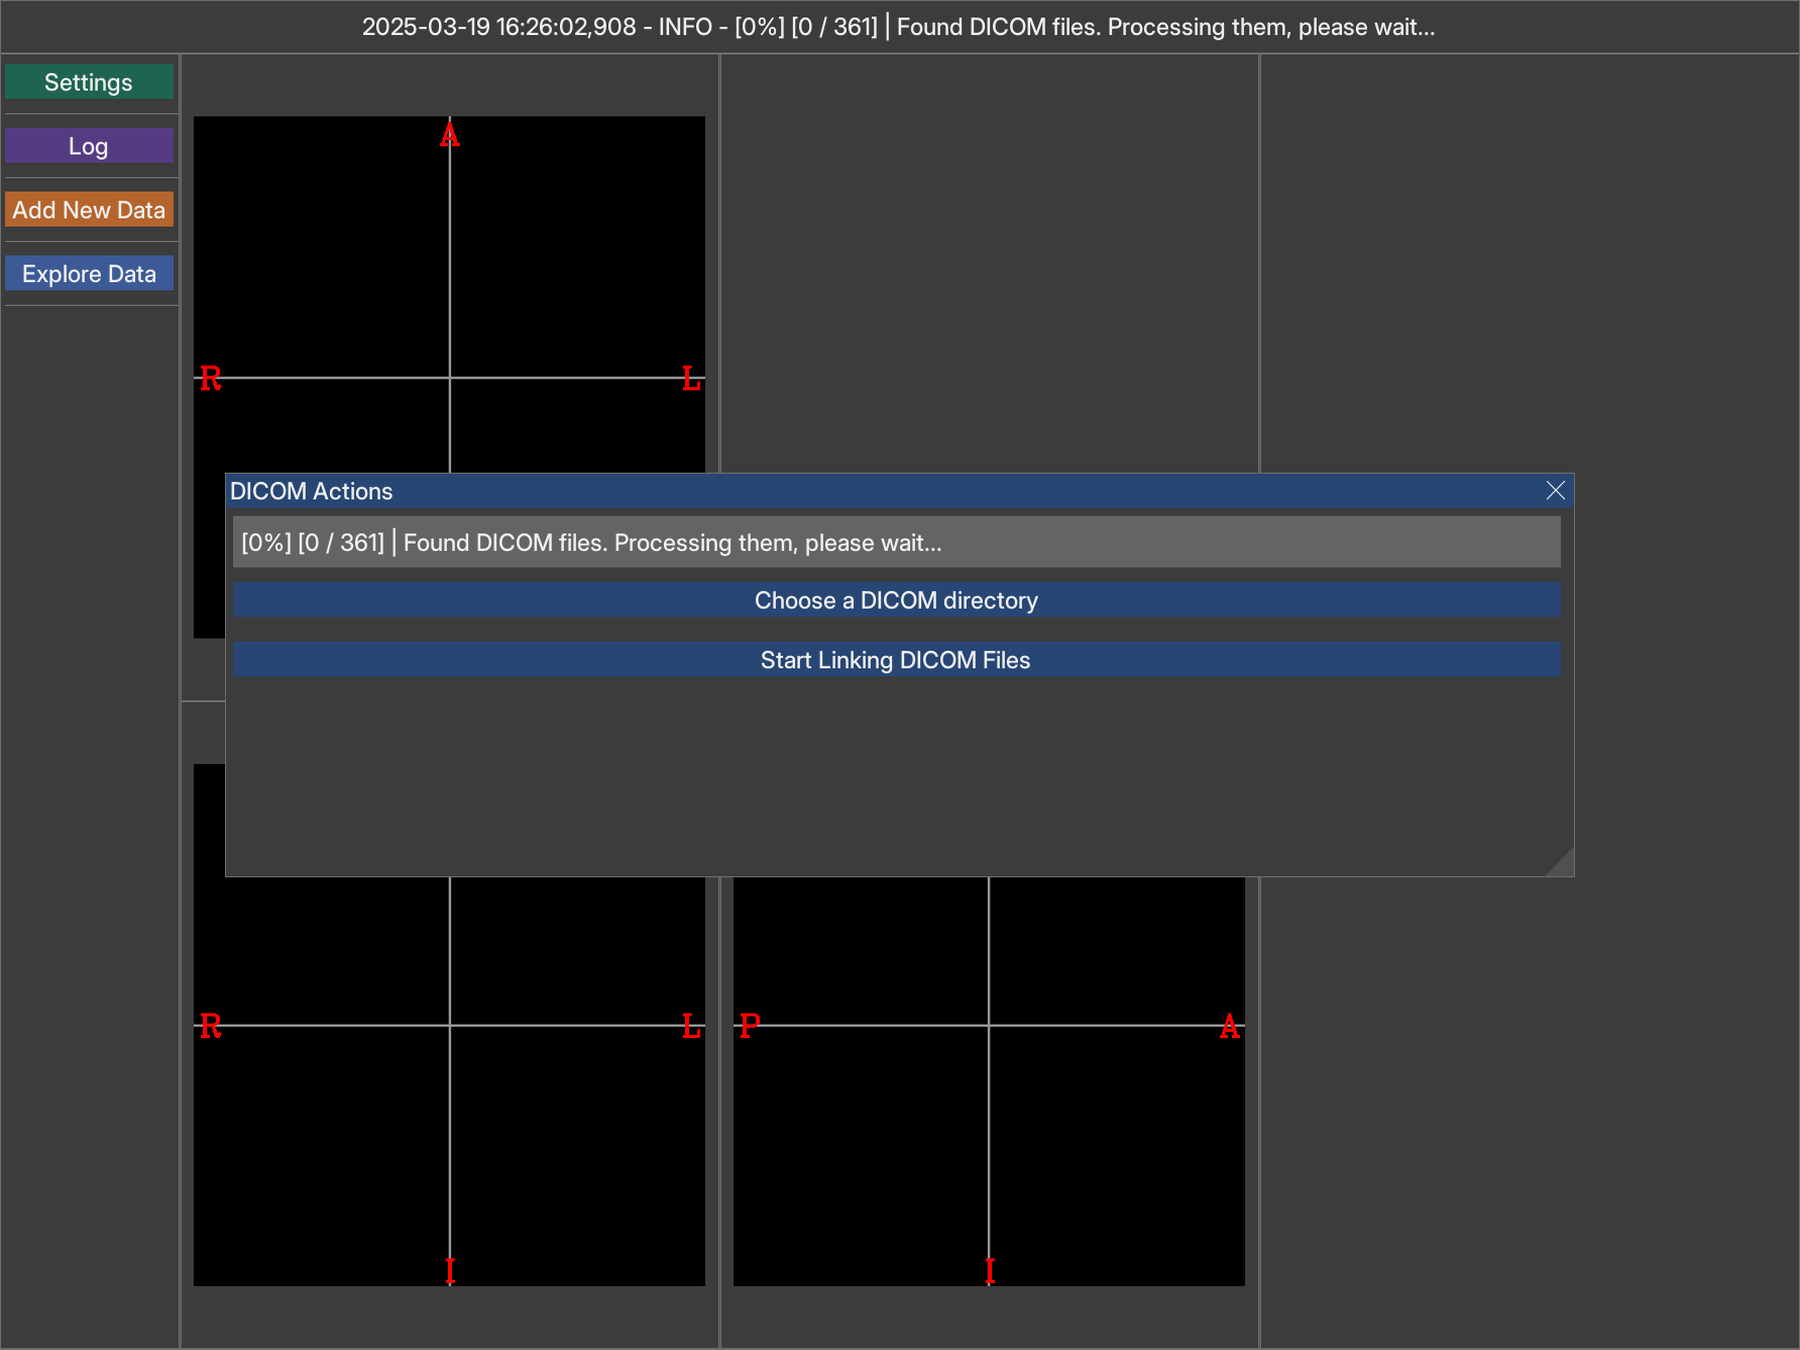 2025-03-19 16:26:02,908 - INFO - [0%] [0 / 361] | Found DICOM files. Processing them, please wait...
Settings
Log
Add New Data
Explore Data
A
R
L
DICOM Actions
[0%] [0 / 361] | Found DICOM files. Processing them, please wait...
Choose a DICOM directory
Start Linking DICOM Files
R
L
P
A
I
I